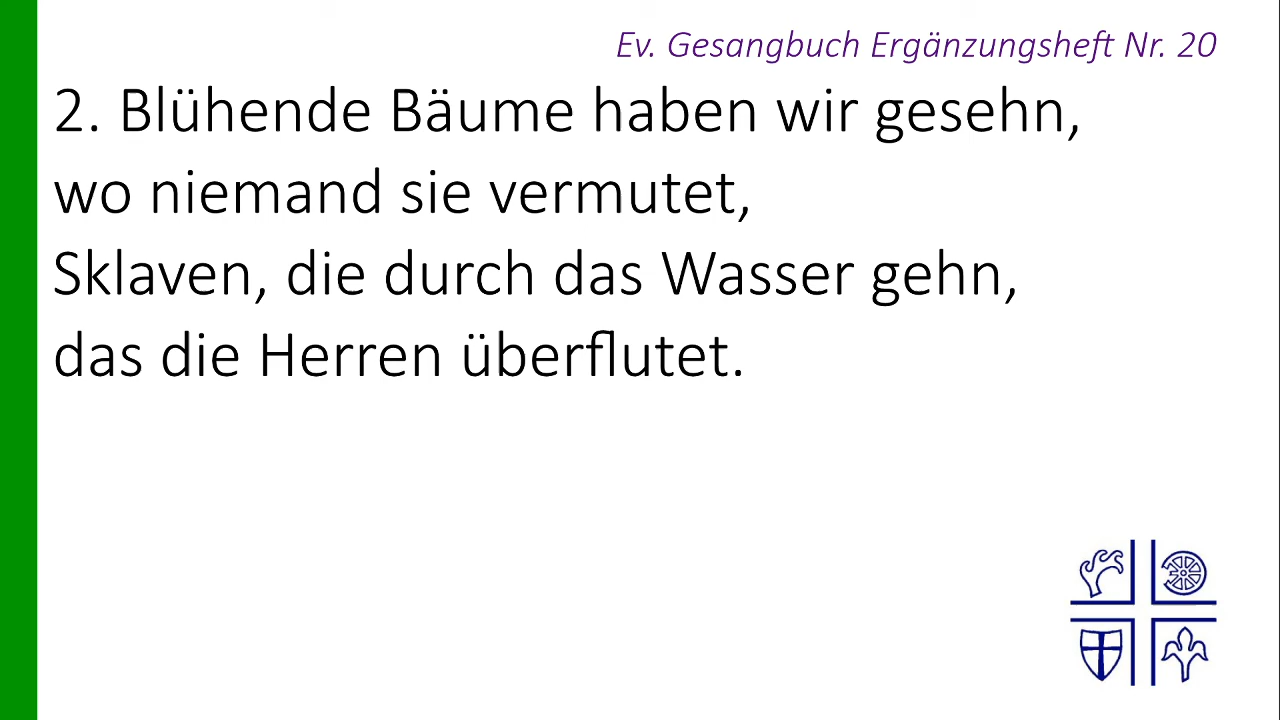 Ev. Gesangbuch Ergänzungsheft Nr. 20
2. Blühende Bäume haben wir gesehn,
wo niemand sie vermutet,
Sklaven, die durch das Wasser gehn,
das die Herren überflutet.